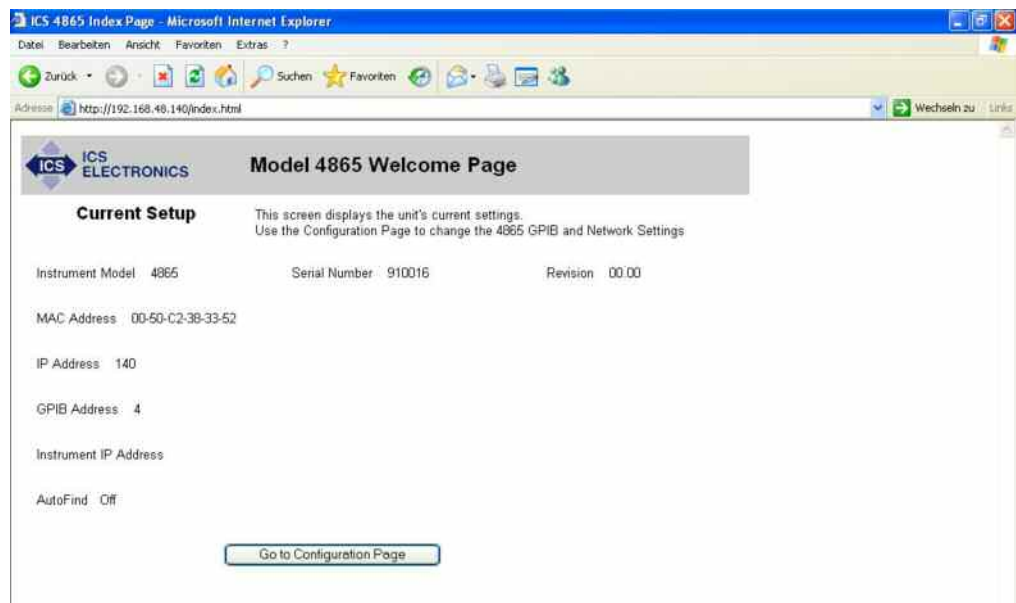 ICS 4865 Index Page - Microsoft Internet Explorer
Datei Bearbeiten Ansicht Favoriten Extras ?
Zurück Suchen Favoriten
Adresse http://192.168.48.140/index.html Wechseln zu Links
ICS
ICS
ELECTRONICS
Model 4865 Welcome Page
Current Setup
This screen displays the unit's current settings.
Use the Configuration Page to change the 4865 GPIB and Network Settings
Instrument Model 4865 Serial Number 910016 Revision 00.00
MAC Address 00-50-C2-38-33-52
IP Address 140
GPIB Address 4
Instrument IP Address
AutoFind Off
Go to Configuration Page